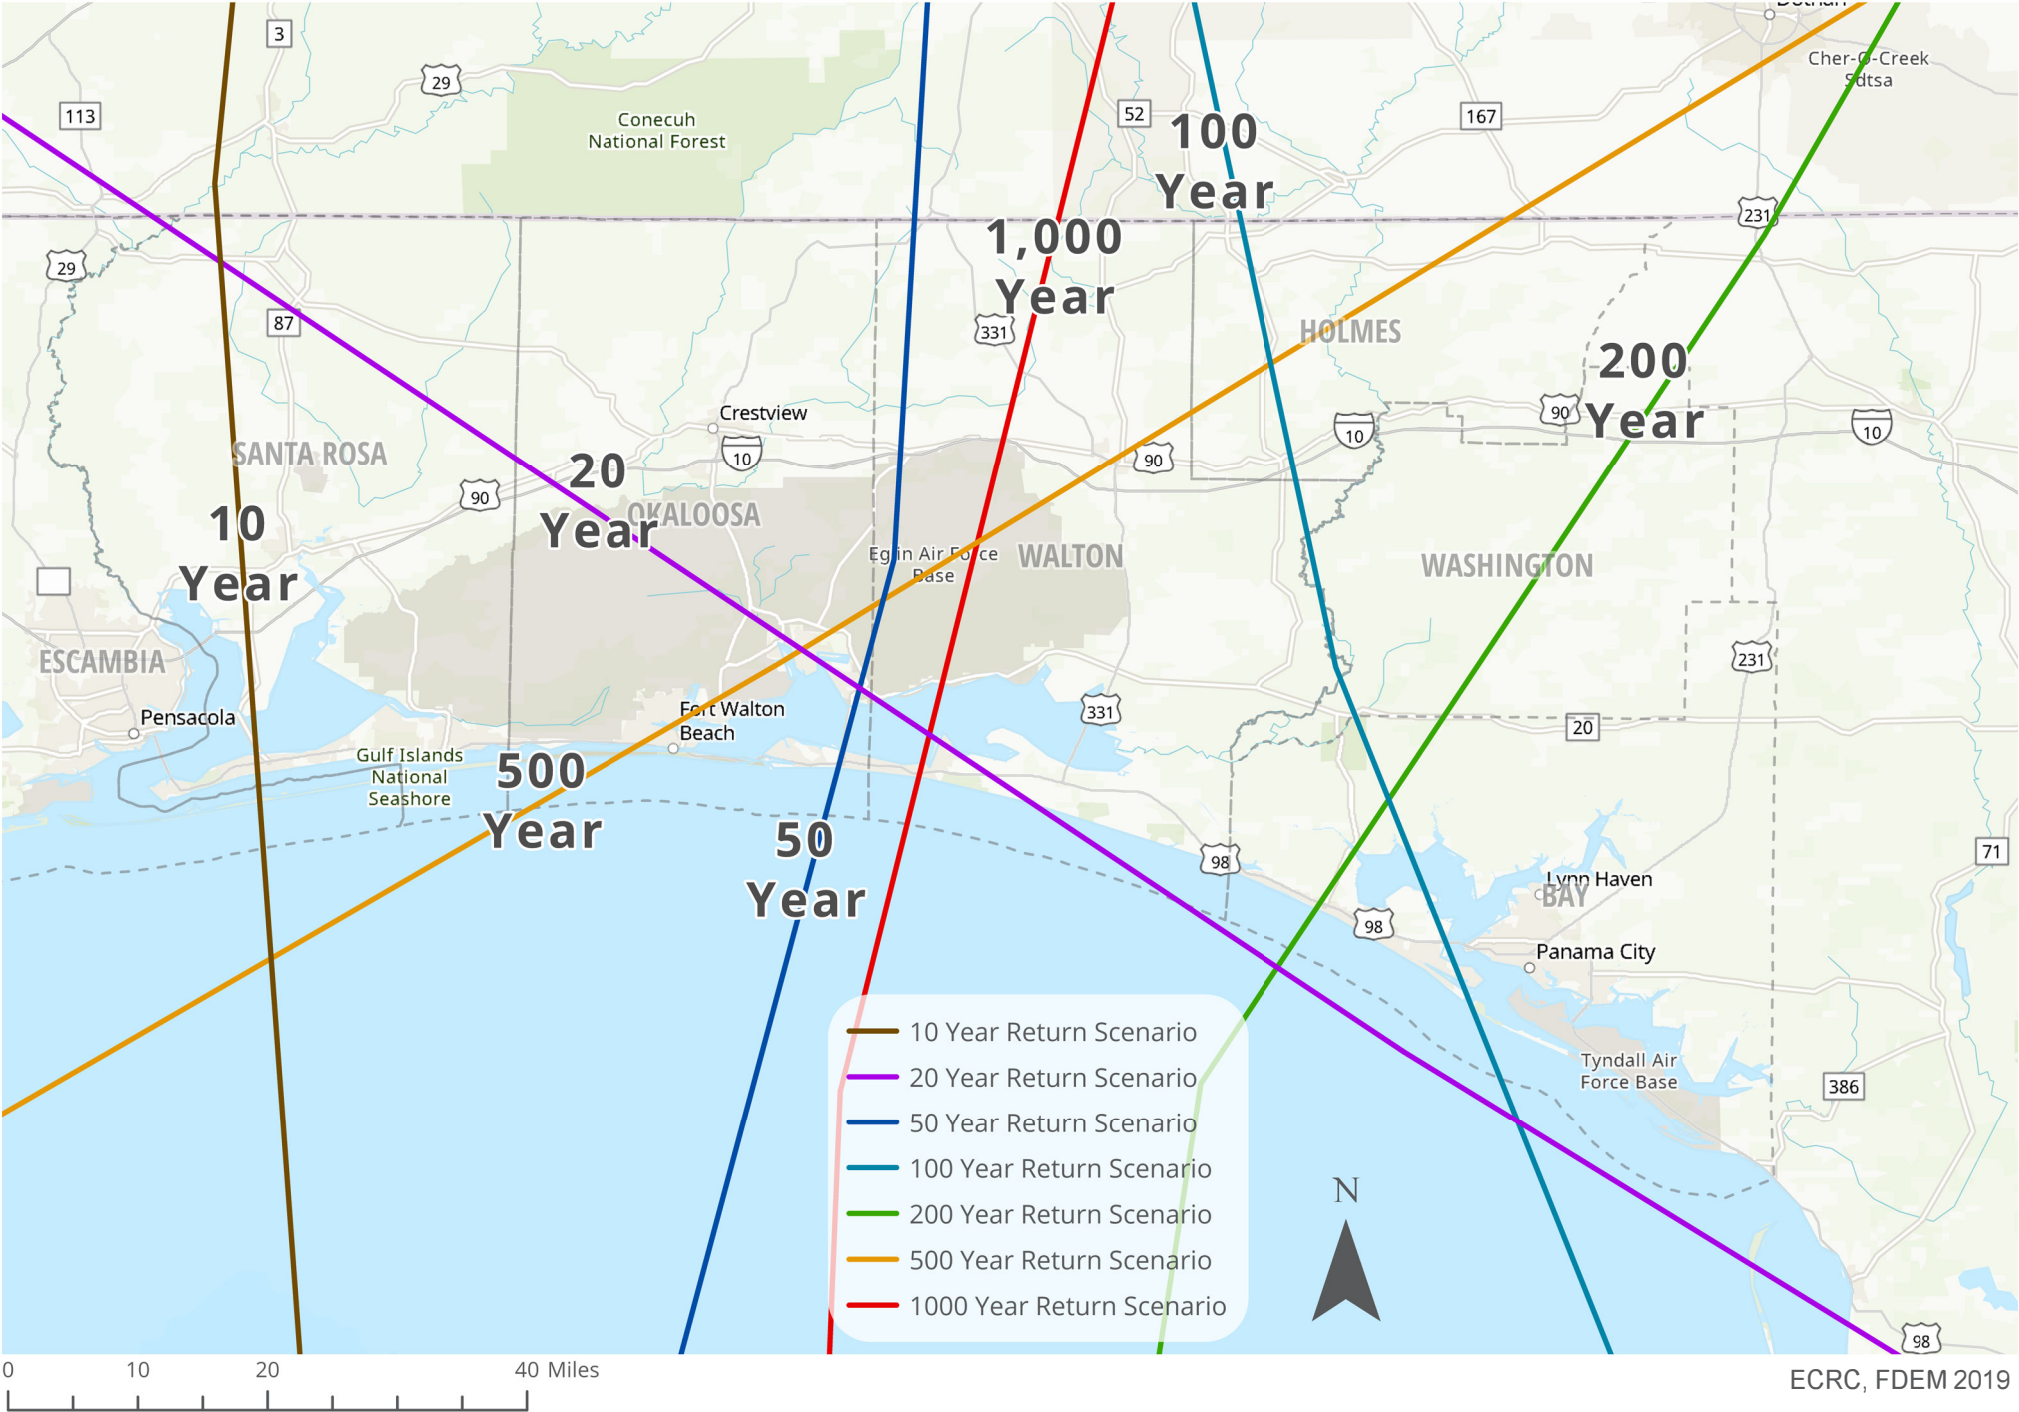 Dothan
3
29
Cher-O-Creek
Sdtsa
113
Conecuh
National Forest
52
167
100
Year
231
29
1,000
Year
87
331
HOLMES
200
Year
Crestview
90
10
10
SANTA ROSA
10
90
20
Year
90
OKALOOSA
10
Year
Eglin Air Force
Base
WALTON
WASHINGTON
ESCAMBIA
231
Pensacola
Fort Walton
Beach
331
20
Gulf Islands
National
Seashore
500
Year
50
Year
98
71
Lynn Haven
BAY
98
Panama City
10 Year Return Scenario
20 Year Return Scenario
50 Year Return Scenario
100 Year Return Scenario
200 Year Return Scenario
500 Year Return Scenario
1000 Year Return Scenario
Tyndall Air
Force Base
386
N
98
0 10 20 40 Miles
ECRC, FDEM 2019